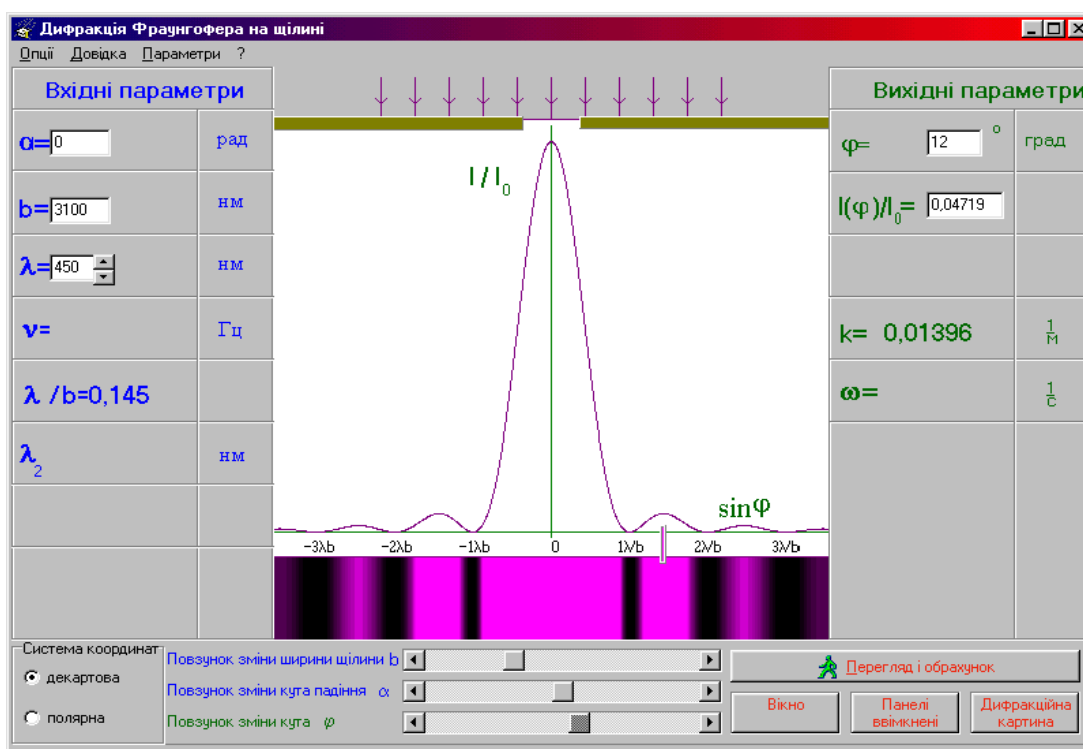 Дифракція Фраунгофера на щілині
Опції Довідка Параметри ?
Вхідні параметри
α= 0 рад
b= 3100 нм
λ= 450 нм
ν= Гц
λ /b=0,145
λ₂ нм
I / I₀
sinφ
-3λb -2λb -1λb 0 1λ/b 2λ/b 3λ/b
Вихідні параметри
φ= 12 ° град
I(φ)/I₀= 0,04719
k= 0,01396 1/м
ω= 1/с
Система координат
декартова
полярна
Повзунок зміни ширини щілини b
Повзунок зміни кута падіння α
Повзунок зміни кута φ
Перегляд і обрахунок
Вікно
Панелі
ввімкнені
Дифракційна
картина